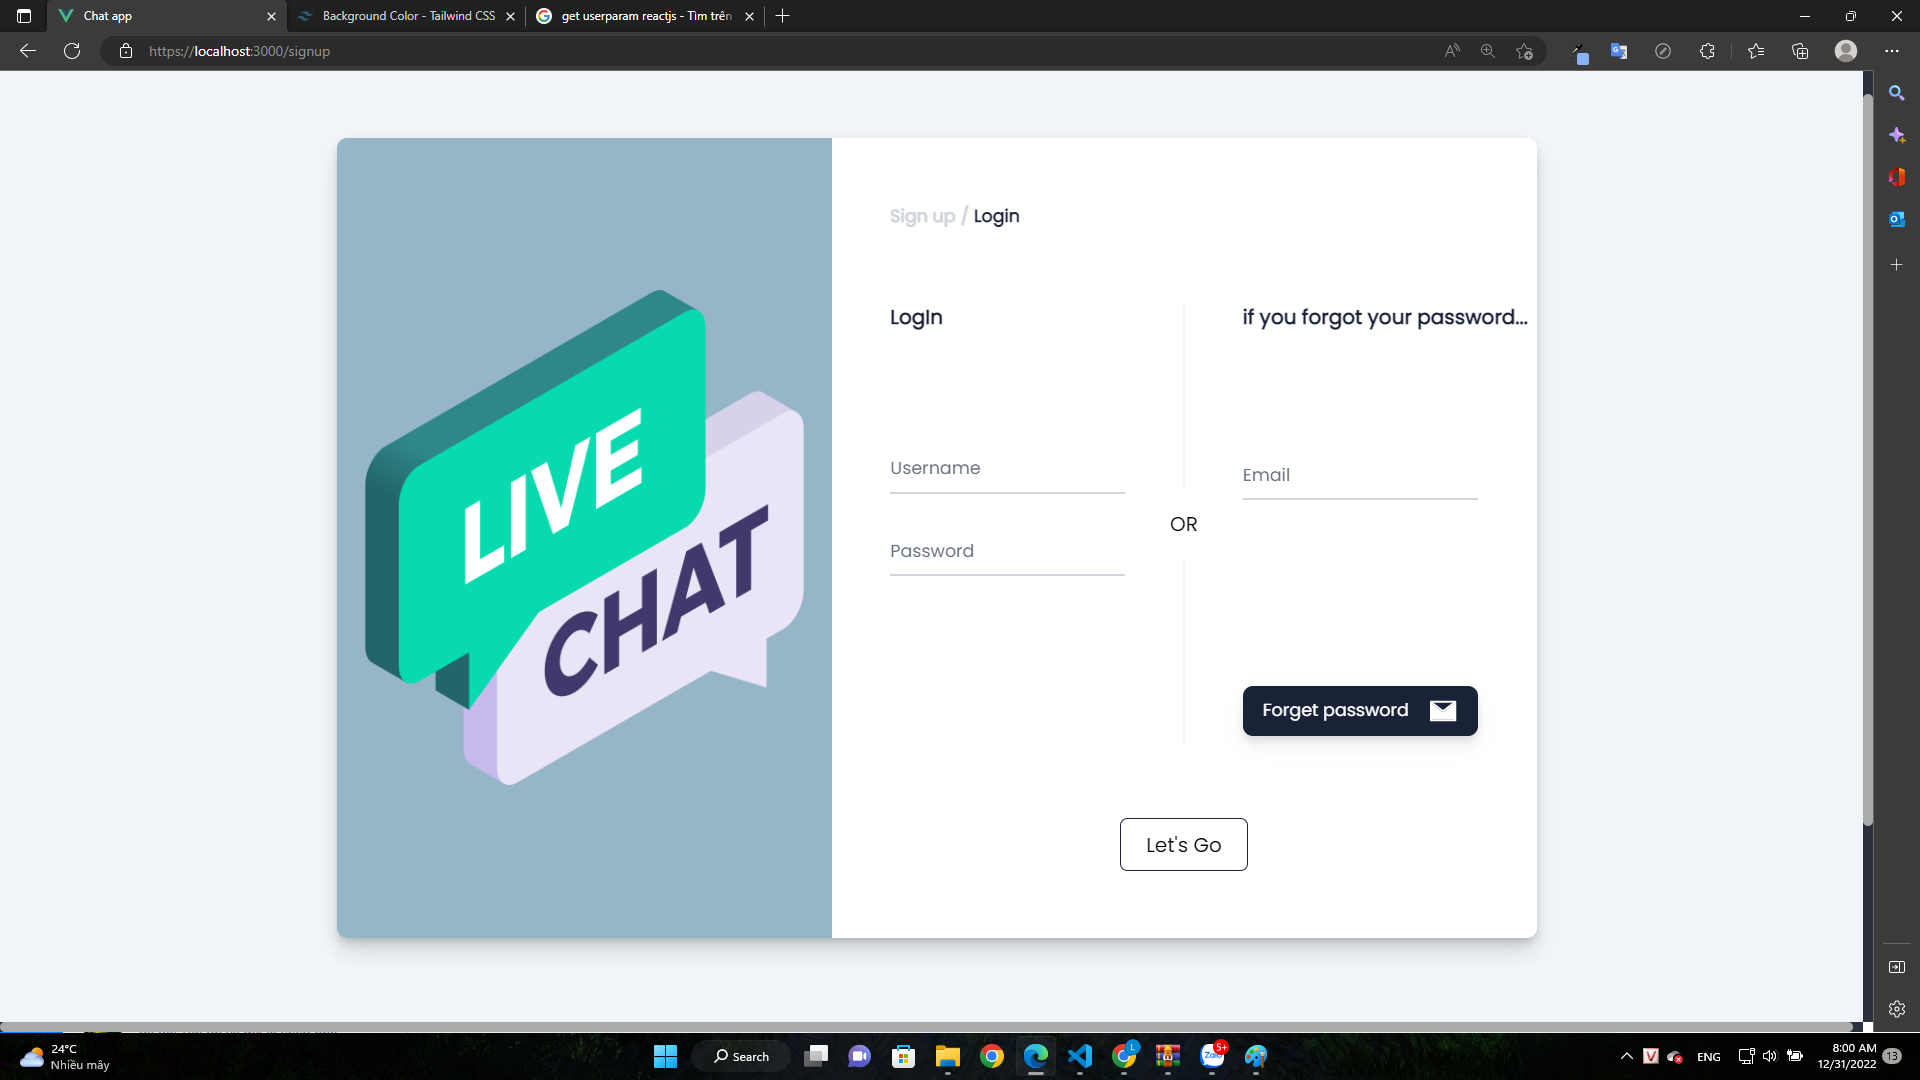 Chat app
Background Color - Tailwind CSS
get userparam reactjs - Tìm trên
https://localhost:3000/signup
Sign up / Login
LogIn
if you forgot your password...
Username
Email
Password
OR
LIVE
CHAT
Forget password
Let's Go
24°C
Nhiều mây
Search
L
5+
Zalo
V
ENG
8:00 AM
12/31/2022
13